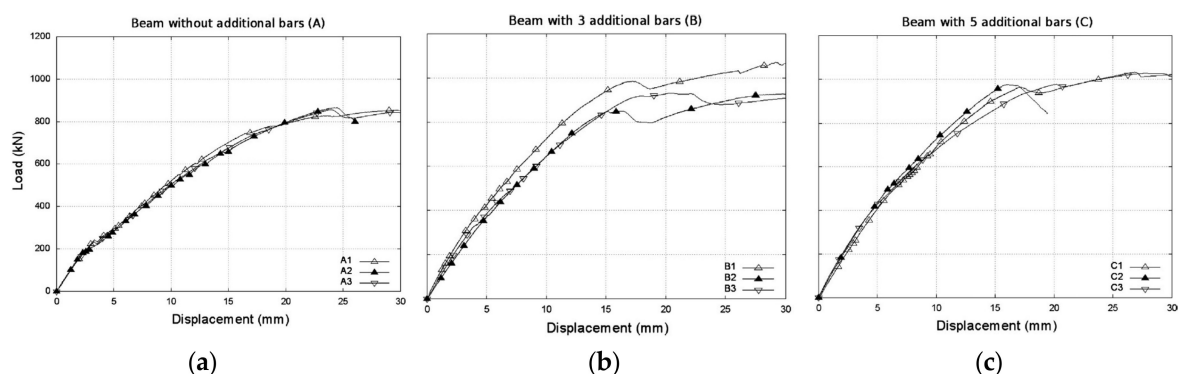 Beam without additional bars (A)
1200
1000
800
600
400
200
0
Load (kN)
0 5 10 15 20 25 30
Displacement (mm)
A1
A2
A3
(a)
Beam with 3 additional bars (B)
0 5 10 15 20 25 30
Displacement (mm)
B1
B2
B3
(b)
Beam with 5 additional bars (C)
0 5 10 15 20 25 30
Displacement (mm)
C1
C2
C3
(c)